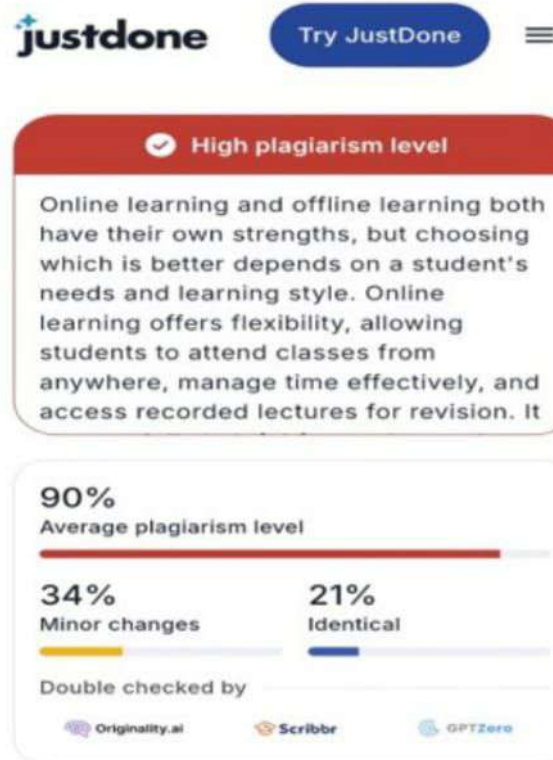 justdone
Try JustDone
High plagiarism level
Online learning and offline learning both
have their own strengths, but choosing
which is better depends on a student's
needs and learning style. Online
learning offers flexibility, allowing
students to attend classes from
anywhere, manage time effectively, and
access recorded lectures for revision. It
90%
Average plagiarism level
34%
Minor changes
21%
Identical
Double checked by
Originality.ai
Scribbr
GPTZero